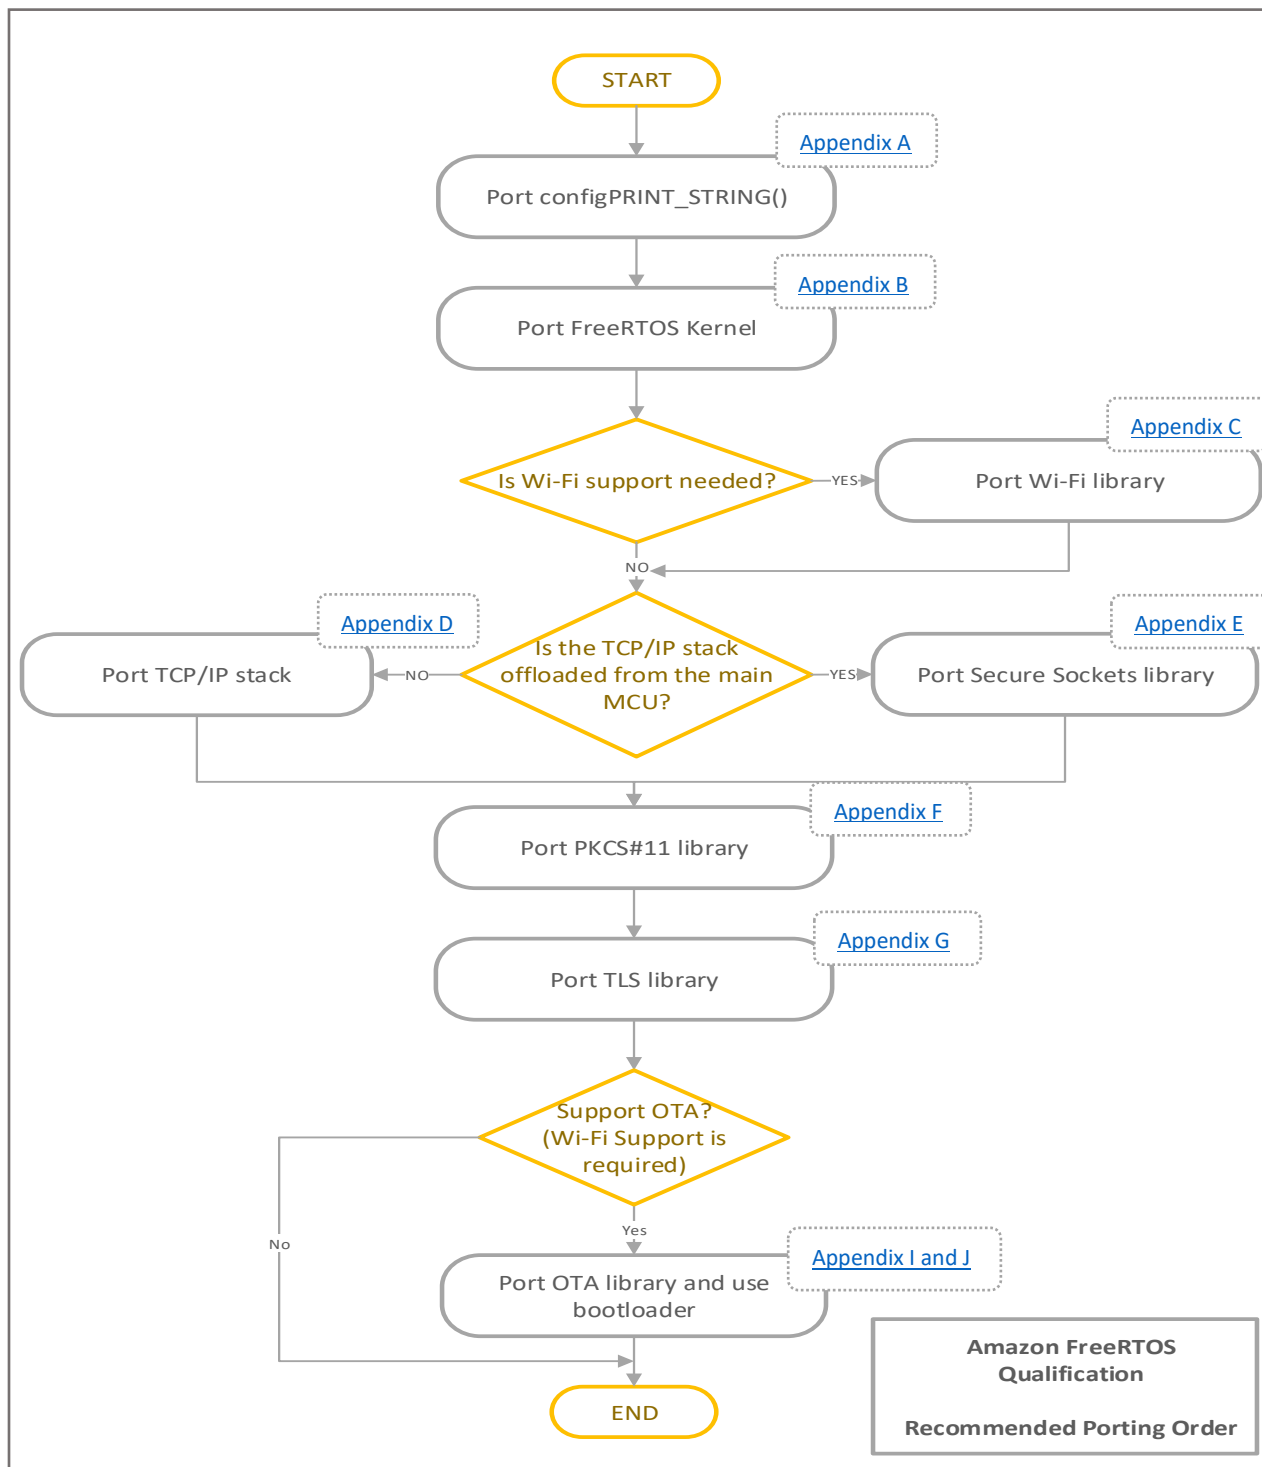 START
Appendix A
Port configPRINT_STRING()
Appendix B
Port FreeRTOS Kernel
Appendix C
Is Wi-Fi support needed?
YES
Port Wi-Fi library
NO
Appendix D
Appendix E
Port TCP/IP stack
NO
Is the TCP/IP stack
offloaded from the main
MCU?
YES
Port Secure Sockets library
Appendix F
Port PKCS#11 library
Appendix G
Port TLS library
Support OTA?
(Wi-Fi Support is
required)
No
Yes
Appendix I and J
Port OTA library and use
bootloader
END
Amazon FreeRTOS
Qualification
Recommended Porting Order